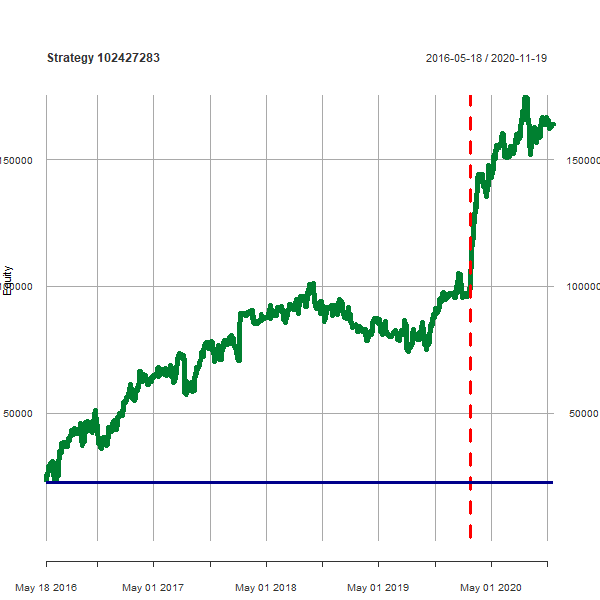 Strategy 102427283
2016-05-18 / 2020-11-19
150000
150000
Equity
100000
100000
50000
50000
May 18 2016
May 01 2017
May 01 2018
May 01 2019
May 01 2020